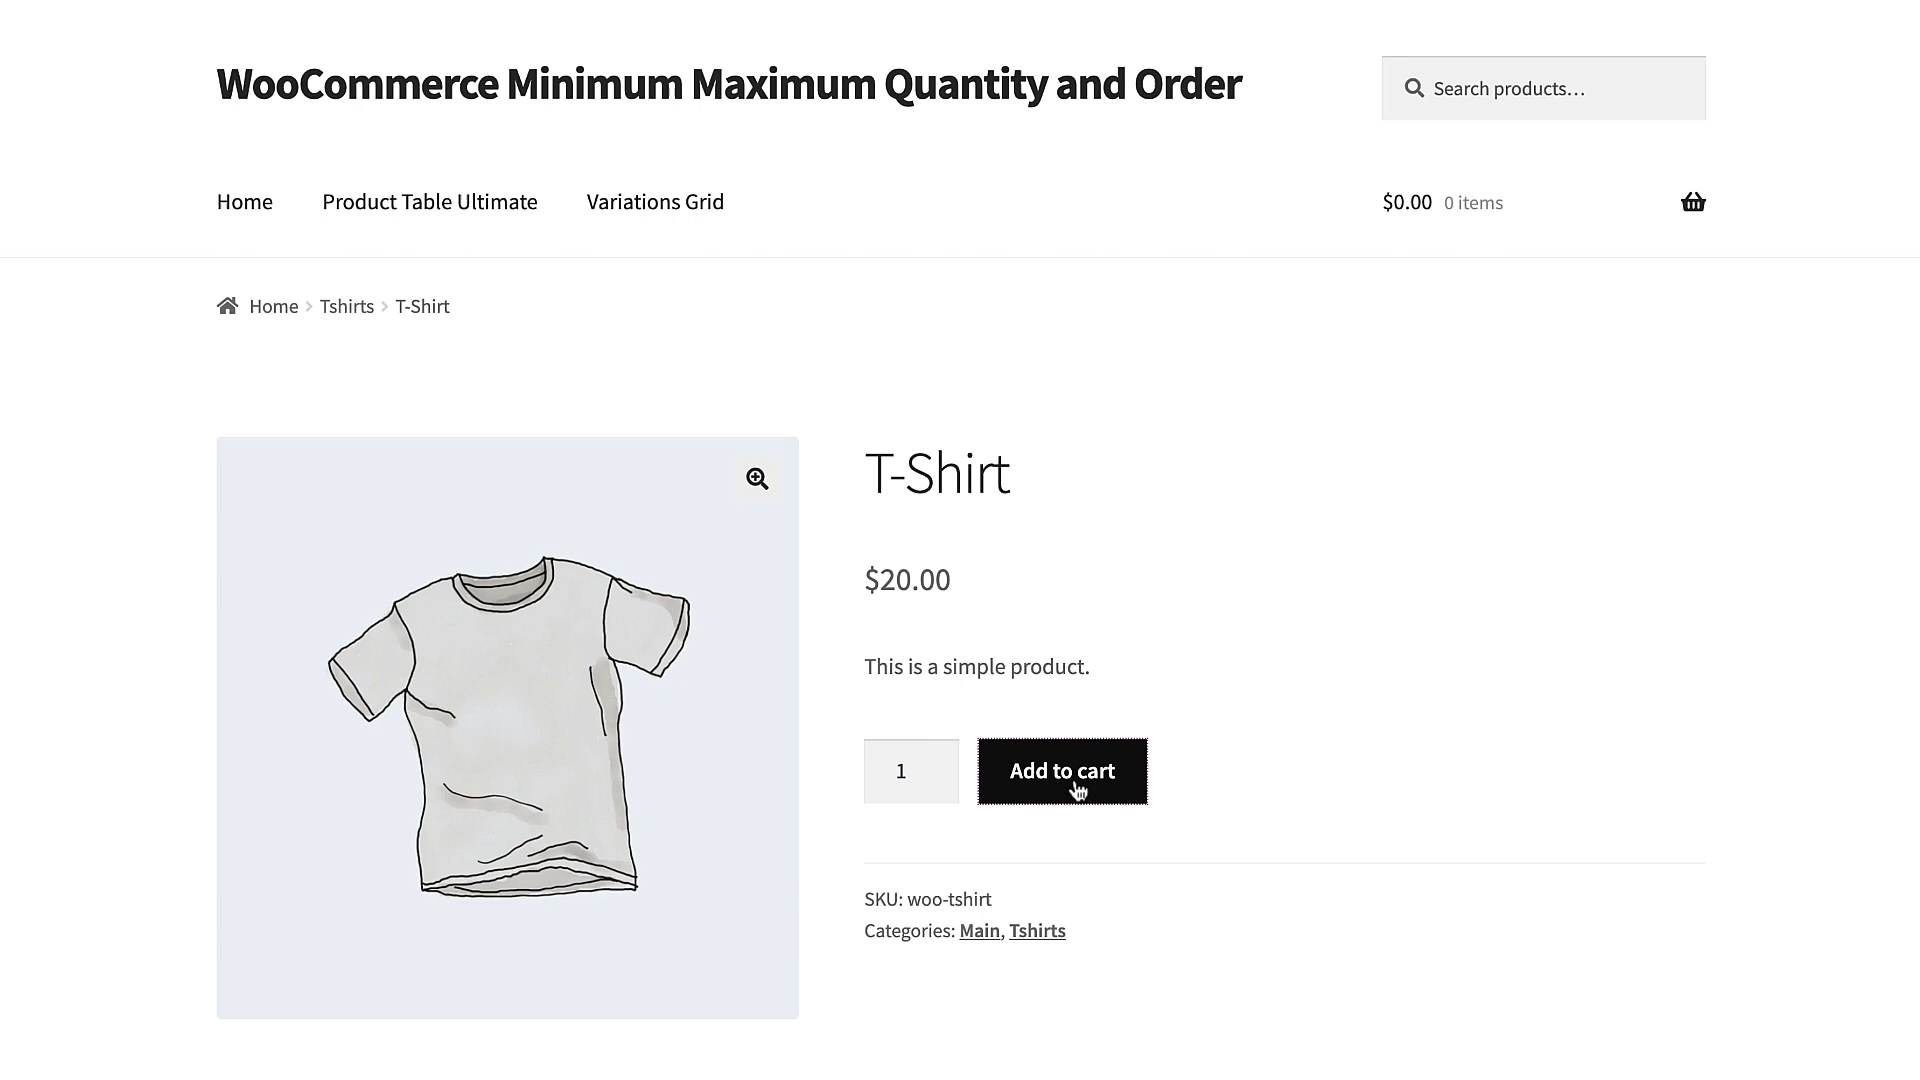 WooCommerce Minimum Maximum Quantity and Order
Search products…
Home Product Table Ultimate Variations Grid
$0.00 0 items
Home Tshirts T-Shirt
T-Shirt
$20.00
This is a simple product.
1 Add to cart
SKU: woo-tshirt
Categories: Main, Tshirts